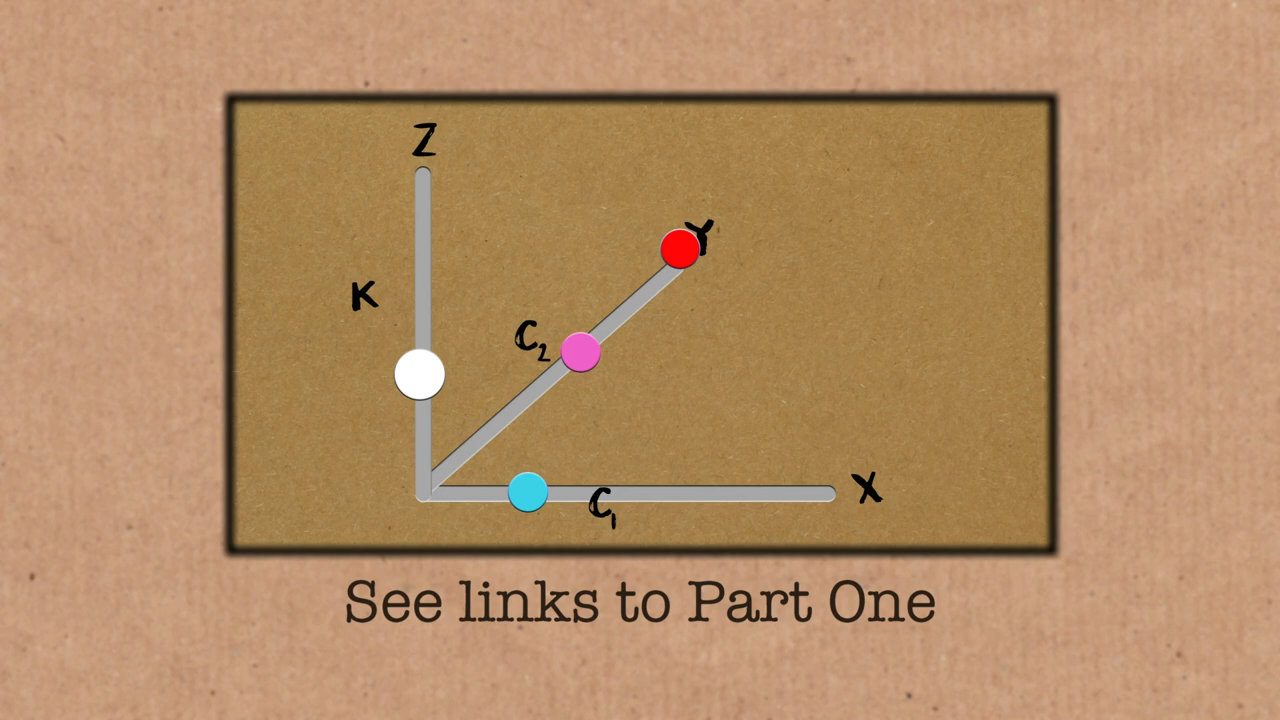 Z
Y
K
C₂
X
C₁
See links to Part One